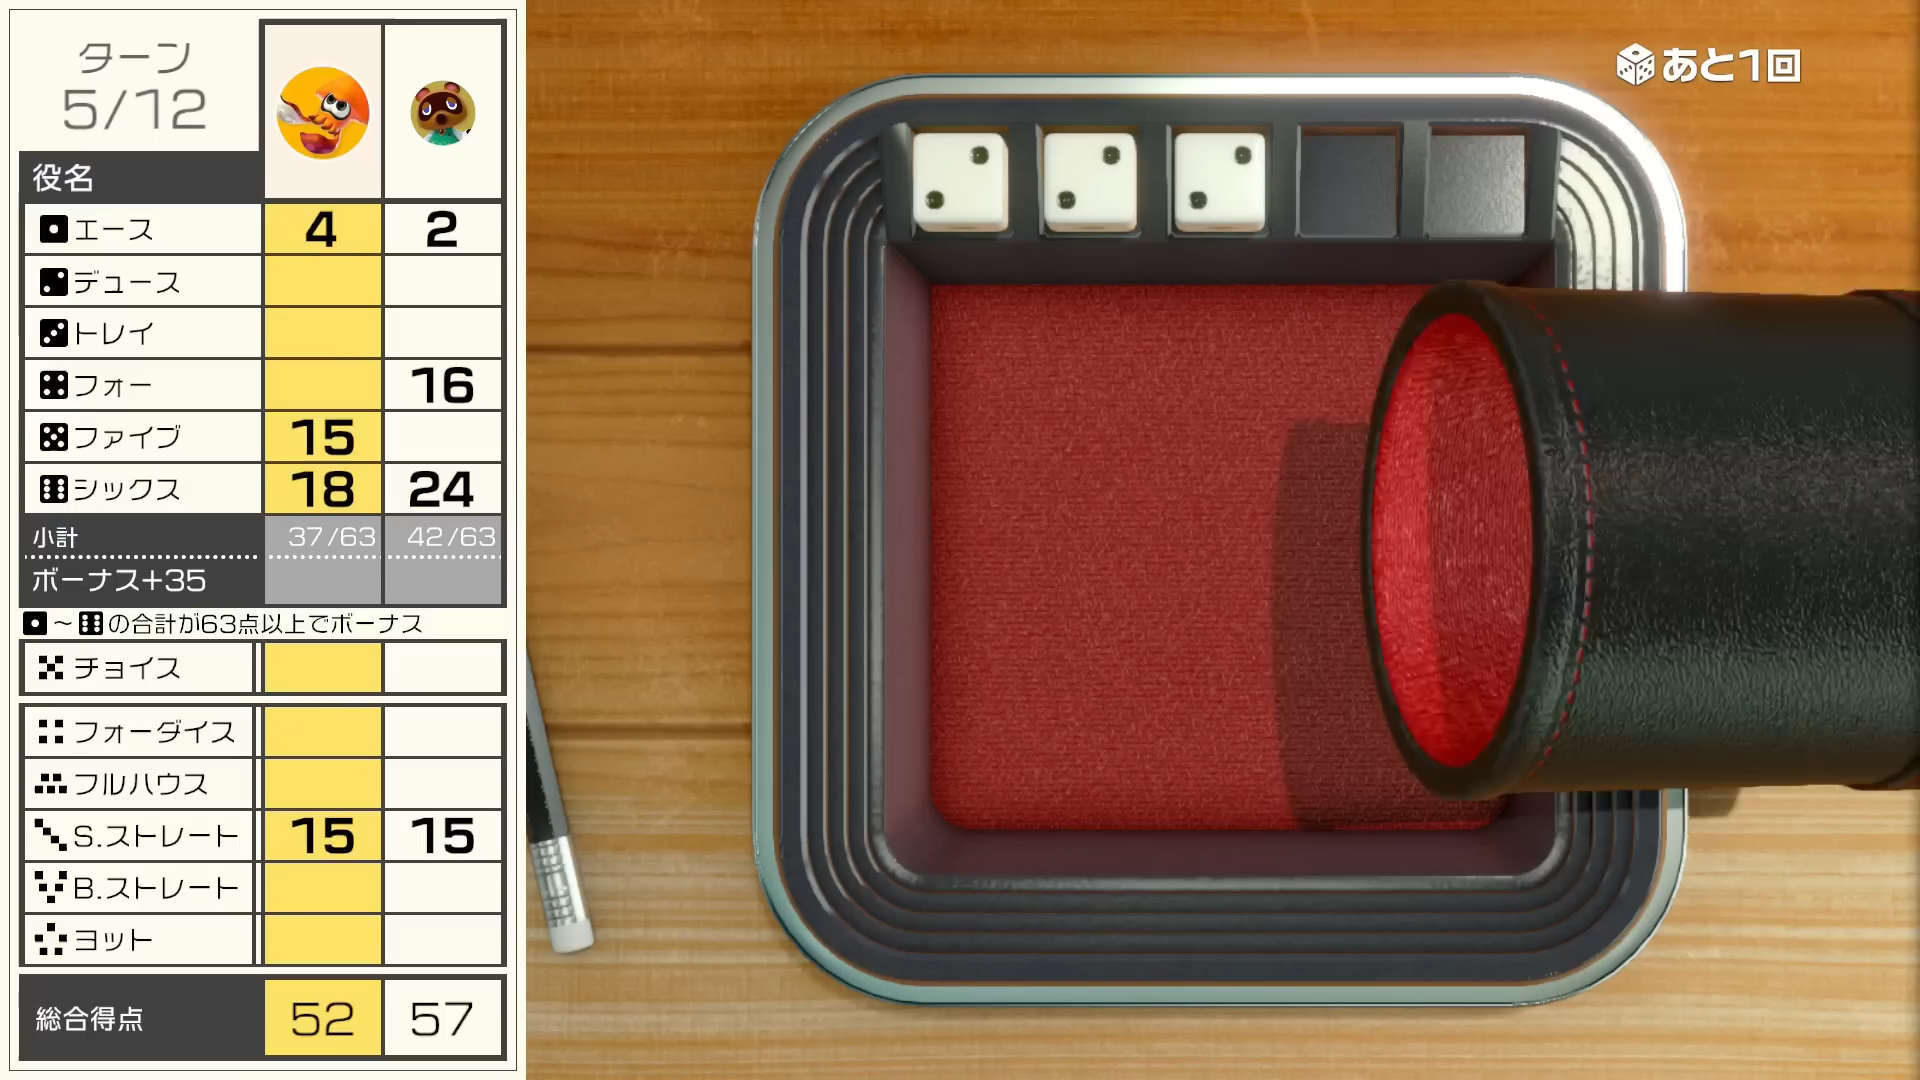 ターン
5/12
役名
エース 4 2
デュース
トレイ
フォー 16
ファイブ 15
シックス 18 24
小計 37/63 42/63
ボーナス+35
~の合計が63点以上でボーナス
チョイス
フォーダイス
フルハウス
S.ストレート 15 15
B.ストレート
ヨット
総合得点 52 57
あと1回